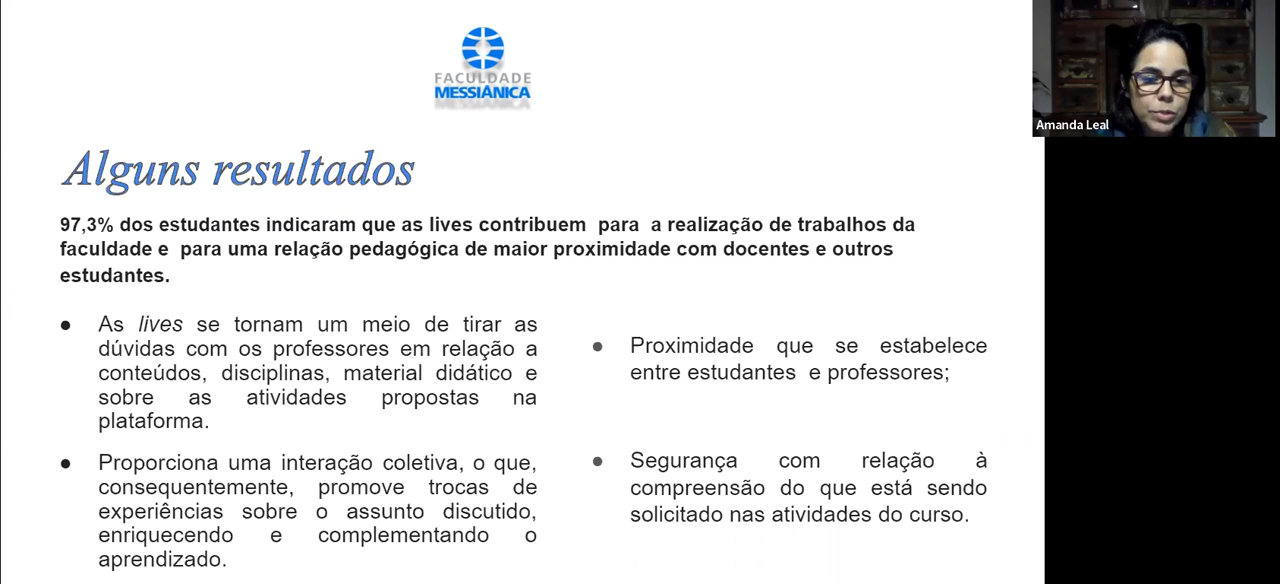 FACULDADE
MESSIÂNICA
Amanda Leal
Alguns resultados
97,3% dos estudantes indicaram que as lives contribuem para a realização de trabalhos da
faculdade e para uma relação pedagógica de maior proximidade com docentes e outros
estudantes.
● As lives se tornam um meio de tirar as
dúvidas com os professores em relação a
conteúdos, disciplinas, material didático e
sobre as atividades propostas na
plataforma.
● Proporciona uma interação coletiva, o que,
consequentemente, promove trocas de
experiências sobre o assunto discutido,
enriquecendo e complementando o
aprendizado.
● Proximidade que se estabelece
entre estudantes e professores;
● Segurança com relação à
compreensão do que está sendo
solicitado nas atividades do curso.